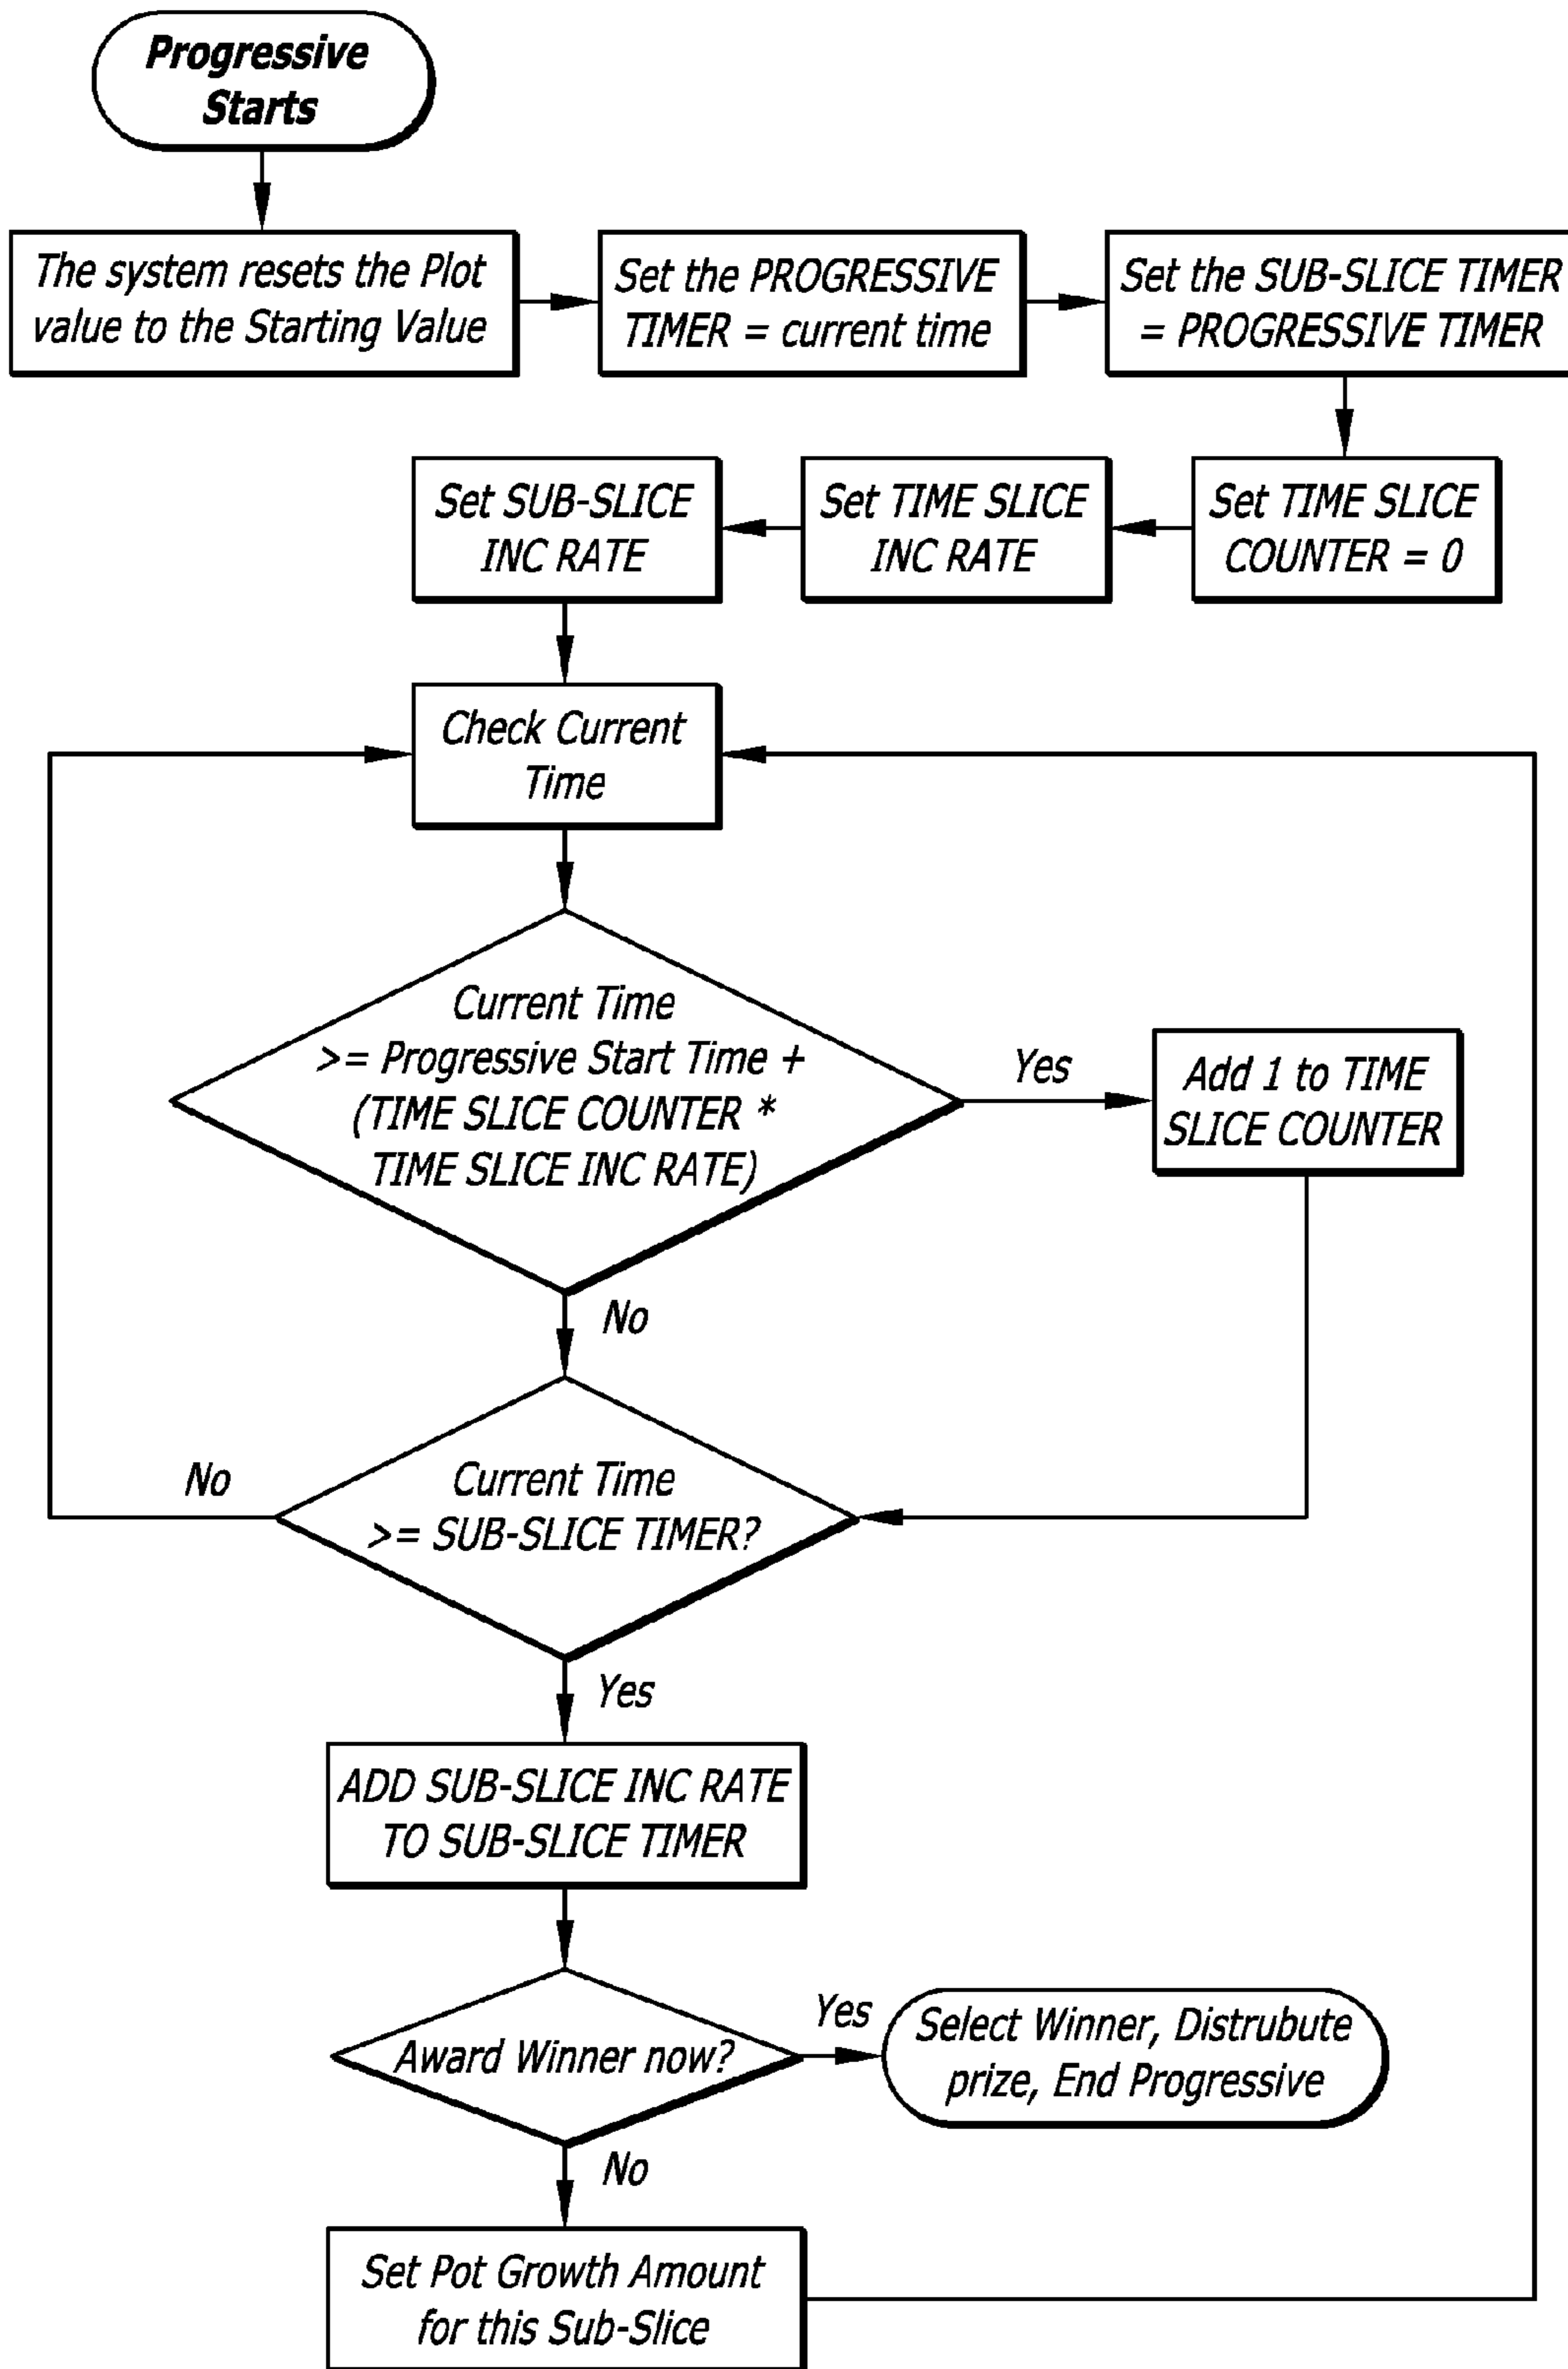 Progressive
Starts
The system resets the Plot
value to the Starting Value
Set the PROGRESSIVE
TIMER = current time
Set the SUB-SLICE TIMER
= PROGRESSIVE TIMER
Set SUB-SLICE
INC RATE
Set TIME SLICE
INC RATE
Set TIME SLICE
COUNTER = 0
Check Current
Time
Current Time
>= Progressive Start Time +
(TIME SLICE COUNTER *
TIME SLICE INC RATE)
Yes
Add 1 to TIME
SLICE COUNTER
No
No
Current Time
>= SUB-SLICE TIMER?
Yes
ADD SUB-SLICE INC RATE
TO SUB-SLICE TIMER
Award Winner now?
Yes
Select Winner, Distrubute
prize, End Progressive
No
Set Pot Growth Amount
for this Sub-Slice